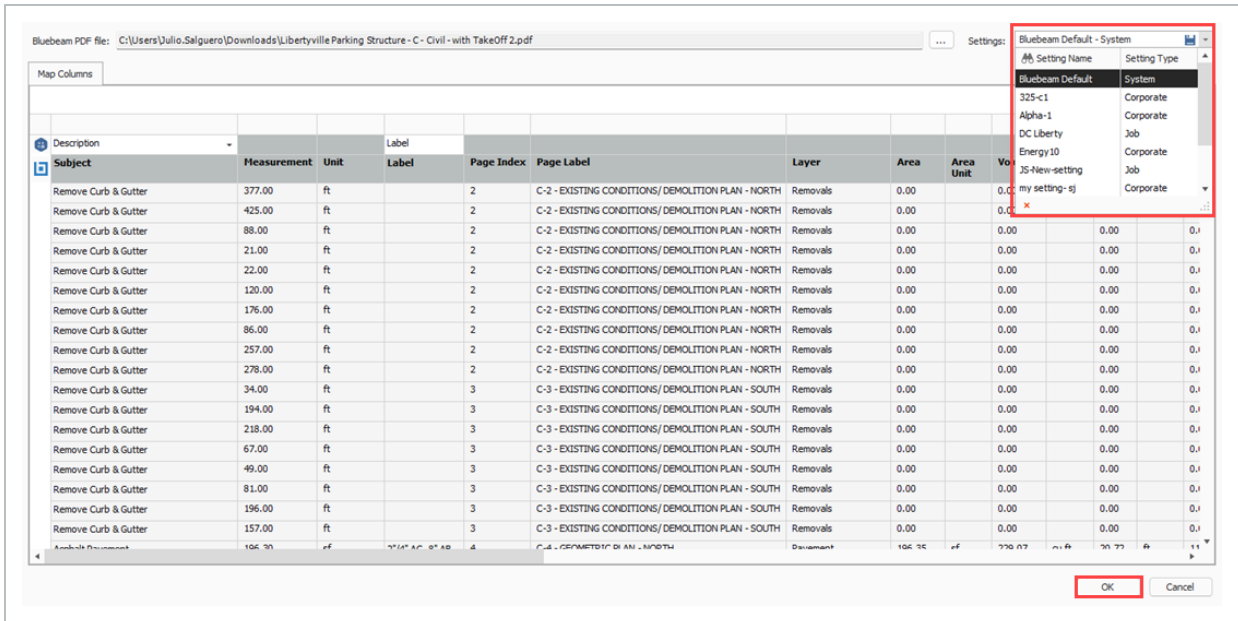 Bluebeam PDF file: C:\Users\Julio.Salguero\Downloads\Libertyville Parking Structure - C - Civil - with TakeOff 2.pdf ... Settings: Bluebeam Default - System
Setting Name Setting Type
Bluebeam Default System
325-c1 Corporate
Alpha-1 Corporate
DC Liberty Job
Energy10 Corporate
JS-New-setting Job
my setting- sj Corporate
Map Columns
Description Label
Subject Measurement Unit Label Page Index Page Label Layer Area Area Unit
Remove Curb & Gutter 377.00 ft 2 C-2 - EXISTING CONDITIONS/ DEMOLITION PLAN - NORTH Removals 0.00
Remove Curb & Gutter 425.00 ft 2 C-2 - EXISTING CONDITIONS/ DEMOLITION PLAN - NORTH Removals 0.00
Remove Curb & Gutter 88.00 ft 2 C-2 - EXISTING CONDITIONS/ DEMOLITION PLAN - NORTH Removals 0.00 0.00 0.00
Remove Curb & Gutter 21.00 ft 2 C-2 - EXISTING CONDITIONS/ DEMOLITION PLAN - NORTH Removals 0.00 0.00 0.00
Remove Curb & Gutter 22.00 ft 2 C-2 - EXISTING CONDITIONS/ DEMOLITION PLAN - NORTH Removals 0.00 0.00 0.00
Remove Curb & Gutter 120.00 ft 2 C-2 - EXISTING CONDITIONS/ DEMOLITION PLAN - NORTH Removals 0.00 0.00 0.00
Remove Curb & Gutter 176.00 ft 2 C-2 - EXISTING CONDITIONS/ DEMOLITION PLAN - NORTH Removals 0.00 0.00 0.00
Remove Curb & Gutter 86.00 ft 2 C-2 - EXISTING CONDITIONS/ DEMOLITION PLAN - NORTH Removals 0.00 0.00 0.00
Remove Curb & Gutter 257.00 ft 2 C-2 - EXISTING CONDITIONS/ DEMOLITION PLAN - NORTH Removals 0.00 0.00 0.00
Remove Curb & Gutter 278.00 ft 2 C-2 - EXISTING CONDITIONS/ DEMOLITION PLAN - NORTH Removals 0.00 0.00 0.00
Remove Curb & Gutter 34.00 ft 3 C-3 - EXISTING CONDITIONS/ DEMOLITION PLAN - SOUTH Removals 0.00 0.00 0.00
Remove Curb & Gutter 194.00 ft 3 C-3 - EXISTING CONDITIONS/ DEMOLITION PLAN - SOUTH Removals 0.00 0.00 0.00
Remove Curb & Gutter 218.00 ft 3 C-3 - EXISTING CONDITIONS/ DEMOLITION PLAN - SOUTH Removals 0.00 0.00 0.00
Remove Curb & Gutter 67.00 ft 3 C-3 - EXISTING CONDITIONS/ DEMOLITION PLAN - SOUTH Removals 0.00 0.00 0.00
Remove Curb & Gutter 49.00 ft 3 C-3 - EXISTING CONDITIONS/ DEMOLITION PLAN - SOUTH Removals 0.00 0.00 0.00
Remove Curb & Gutter 81.00 ft 3 C-3 - EXISTING CONDITIONS/ DEMOLITION PLAN - SOUTH Removals 0.00 0.00 0.00
Remove Curb & Gutter 196.00 ft 3 C-3 - EXISTING CONDITIONS/ DEMOLITION PLAN - SOUTH Removals 0.00 0.00 0.00
Remove Curb & Gutter 157.00 ft 3 C-3 - EXISTING CONDITIONS/ DEMOLITION PLAN - SOUTH Removals 0.00 0.00 0.00
Asphalt Pavement 196.30 sf 4 C-4 - GEOMETRIC PLAN - NORTH Pavement 196.35 sf 229.07 cu ft 20.72 ft
OK Cancel